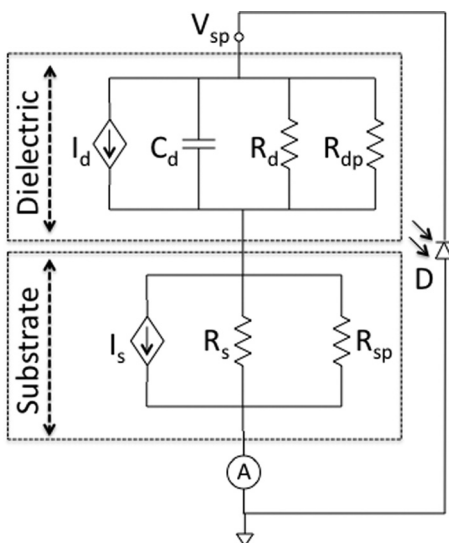 V_sp
Dielectric
I_d
C_d
R_d
R_dp
D
Substrate
I_s
R_s
R_sp
A